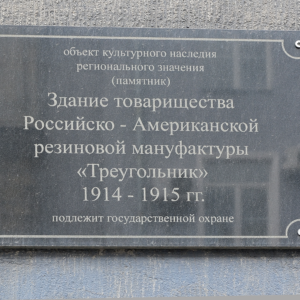 объект культурного наследия
регионального значения
(памятник)
Здание товарищества
Российско - Американской
резиновой мануфактуры
«Треугольник»
1914 - 1915 гг.
подлежит государственной охране